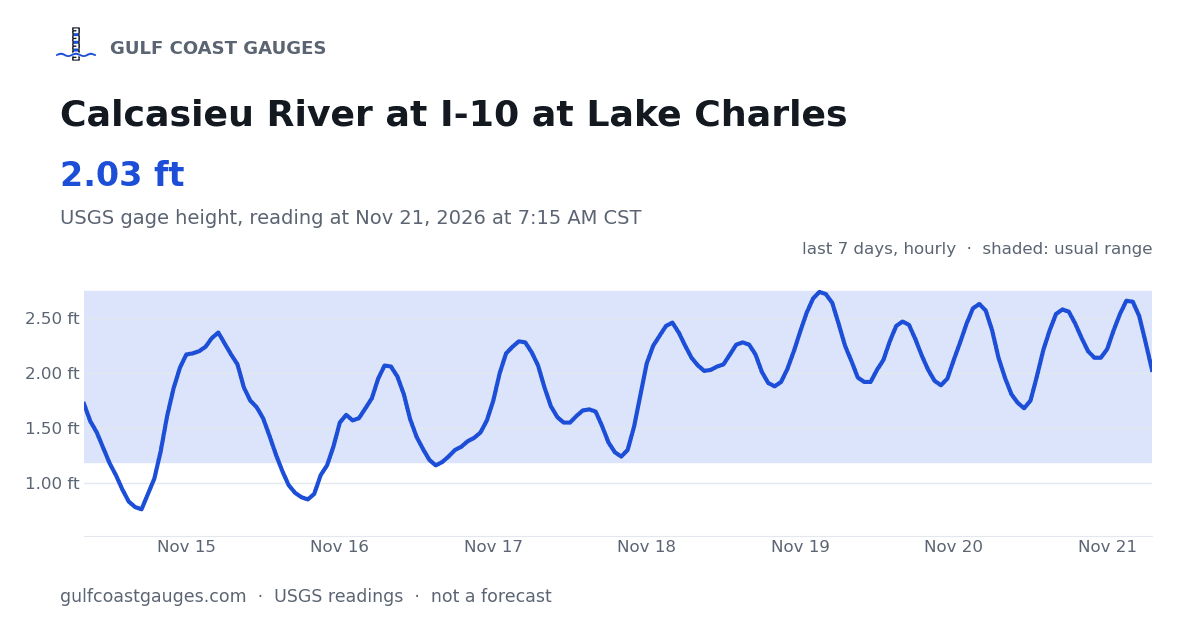 GULF COAST GAUGES
Calcasieu River at I-10 at Lake Charles
2.03 ft
USGS gage height, reading at Nov 21, 2026 at 7:15 AM CST
last 7 days, hourly · shaded: usual range
2.50 ft
2.00 ft
1.50 ft
1.00 ft
Nov 15 Nov 16 Nov 17 Nov 18 Nov 19 Nov 20 Nov 21
gulfcoastgauges.com · USGS readings · not a forecast